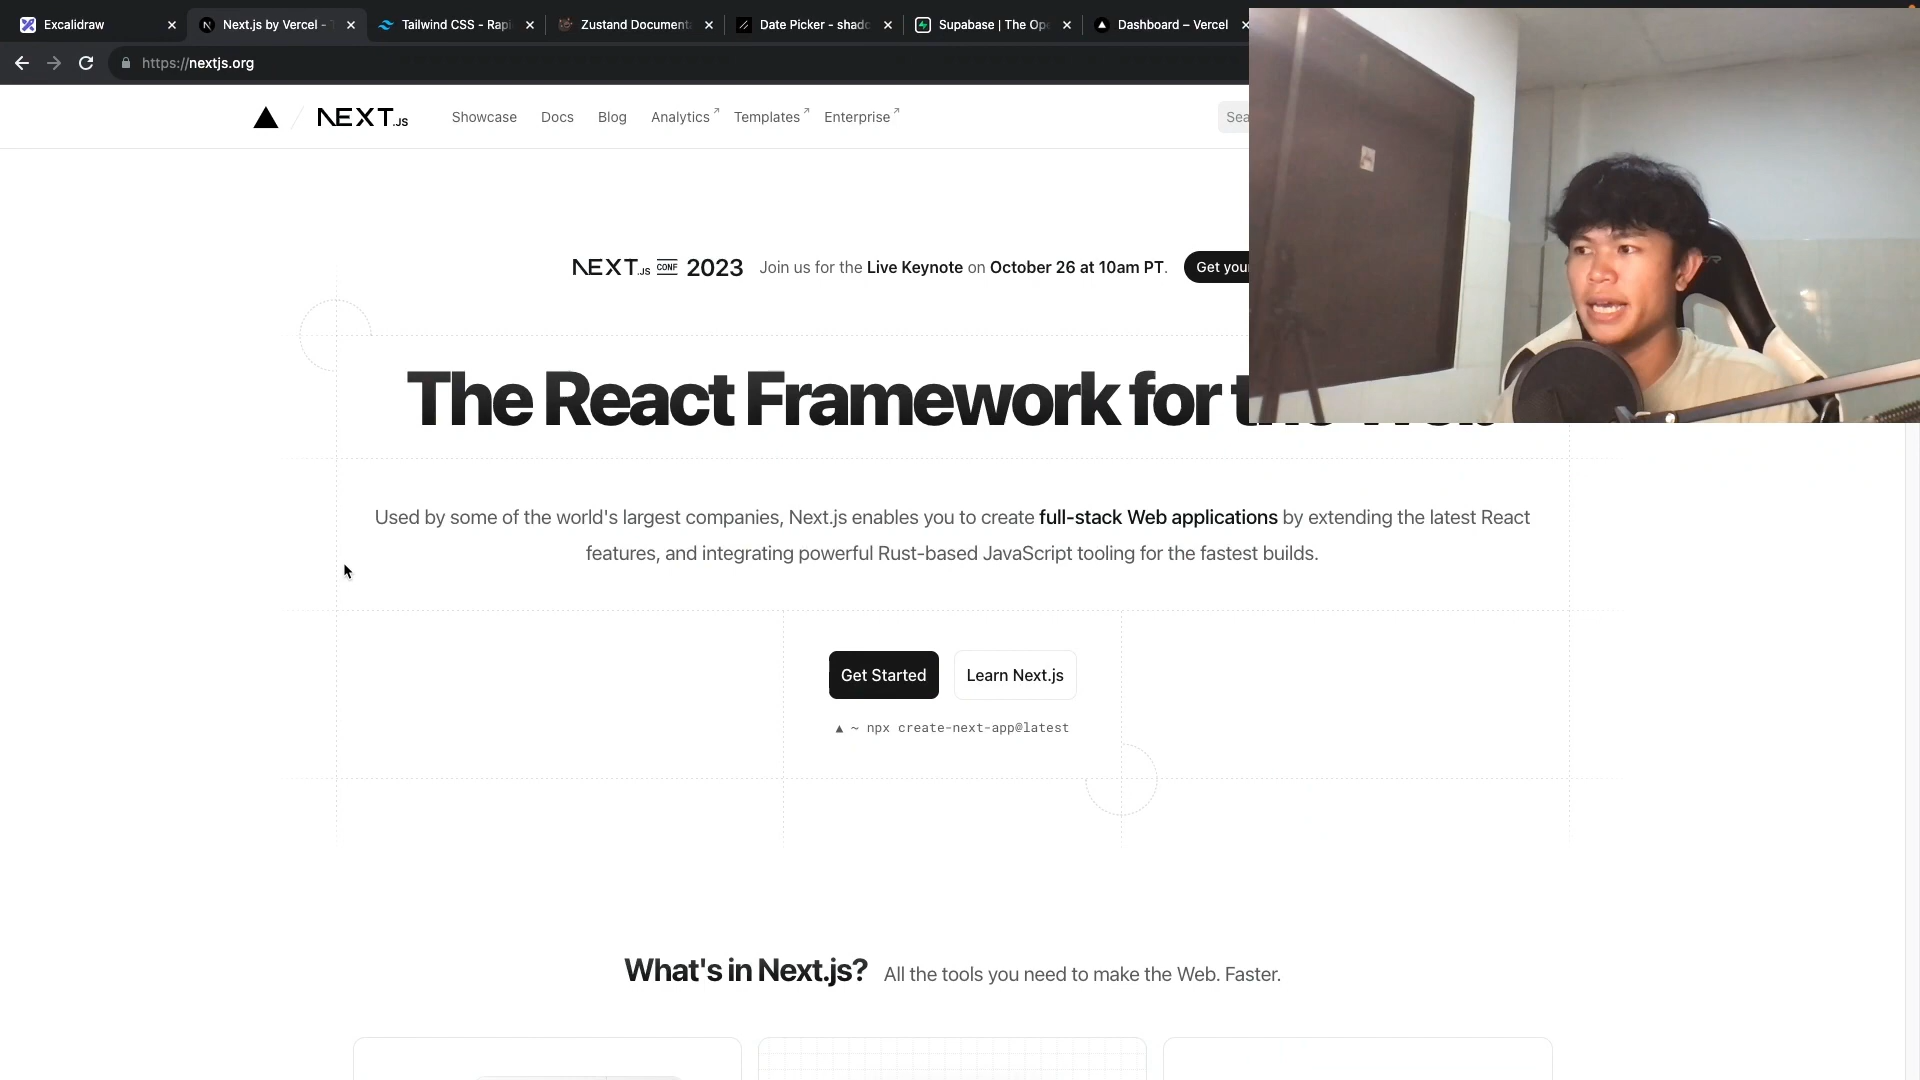 Excalidraw
Next.js by Vercel -
Tailwind CSS - Rapi
Zustand Document
Date Picker - shadc
Supabase | The Op
Dashboard – Vercel
https://nextjs.org
NEXT.JS
Showcase
Docs
Blog
Analytics
Templates
Enterprise
Sea
NEXT.JS CONF 2023 Join us for the Live Keynote on October 26 at 10am PT. Get your
The React Framework for
Used by some of the world's largest companies, Next.js enables you to create full-stack Web applications by extending the latest React
features, and integrating powerful Rust-based JavaScript tooling for the fastest builds.
Get Started
Learn Next.js
▲ ~ npx create-next-app@latest
What's in Next.js? All the tools you need to make the Web. Faster.